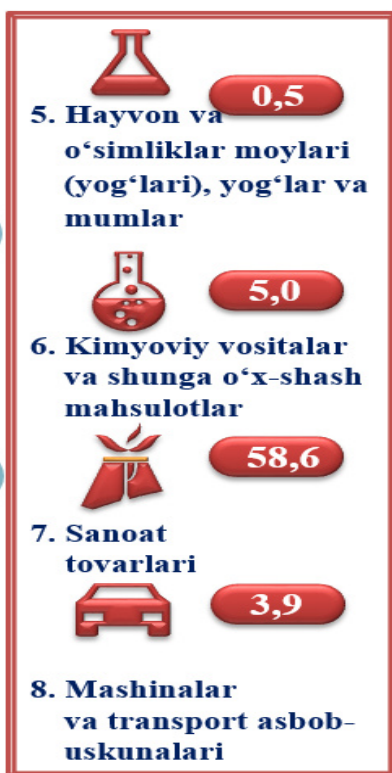 0,5
5. Hayvon va
o‘simliklar moylari
(yog‘lari), yog‘lar va
mumlar
5,0
6. Kimyoviy vositalar
va shunga o‘x-shash
mahsulotlar
58,6
7. Sanoat
tovarlari
3,9
8. Mashinalar
va transport asbob-
uskunalari